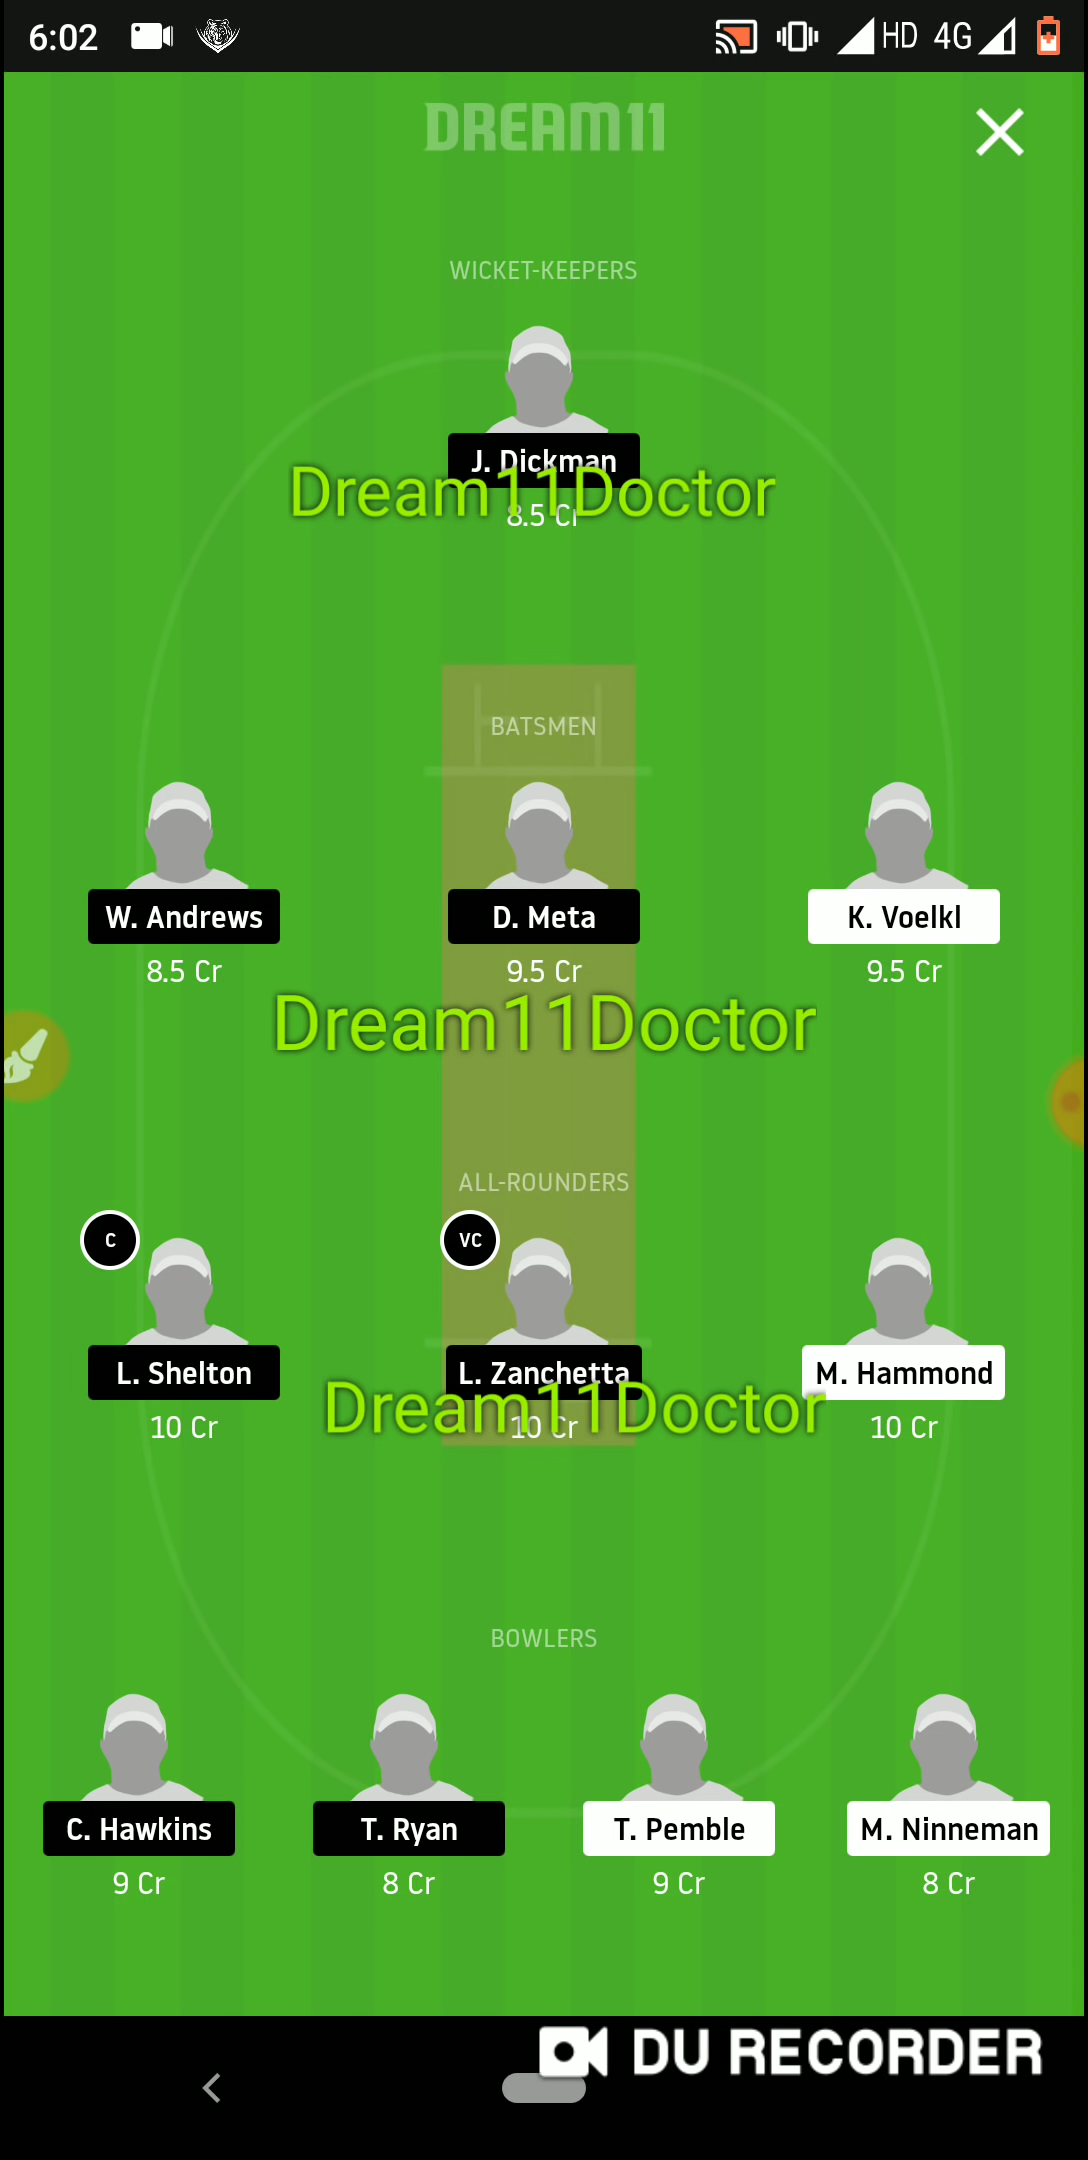 6:02 HD 4G
DREAM11
WICKET-KEEPERS
J. Dickman
Dream11Doctor
8.5 Cr
BATSMEN
W. Andrews D. Meta K. Voelkl
8.5 Cr 9.5 Cr 9.5 Cr
Dream11Doctor
ALL-ROUNDERS
C VC
L. Shelton L. Zanchetta M. Hammond
Dream11Doctor
10 Cr 10 Cr 10 Cr
BOWLERS
C. Hawkins T. Ryan T. Pemble M. Ninneman
9 Cr 8 Cr 9 Cr 8 Cr
DU RECORDER